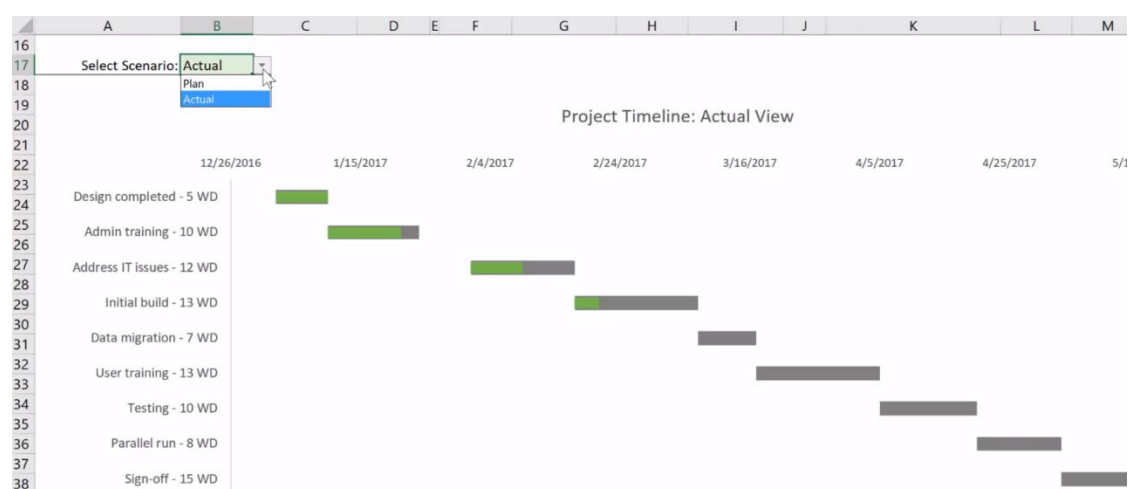 A B C D E F G H I J K L M
16
17 Select Scenario: Actual
18 Plan
Actual
19
20 Project Timeline: Actual View
21
22 12/26/2016 1/15/2017 2/4/2017 2/24/2017 3/16/2017 4/5/2017 4/25/2017 5/1
23
24 Design completed - 5 WD
25
26 Admin training - 10 WD
27 Address IT issues - 12 WD
28
29 Initial build - 13 WD
30
31 Data migration - 7 WD
32 User training - 13 WD
33
34 Testing - 10 WD
35
36 Parallel run - 8 WD
37
38 Sign-off - 15 WD